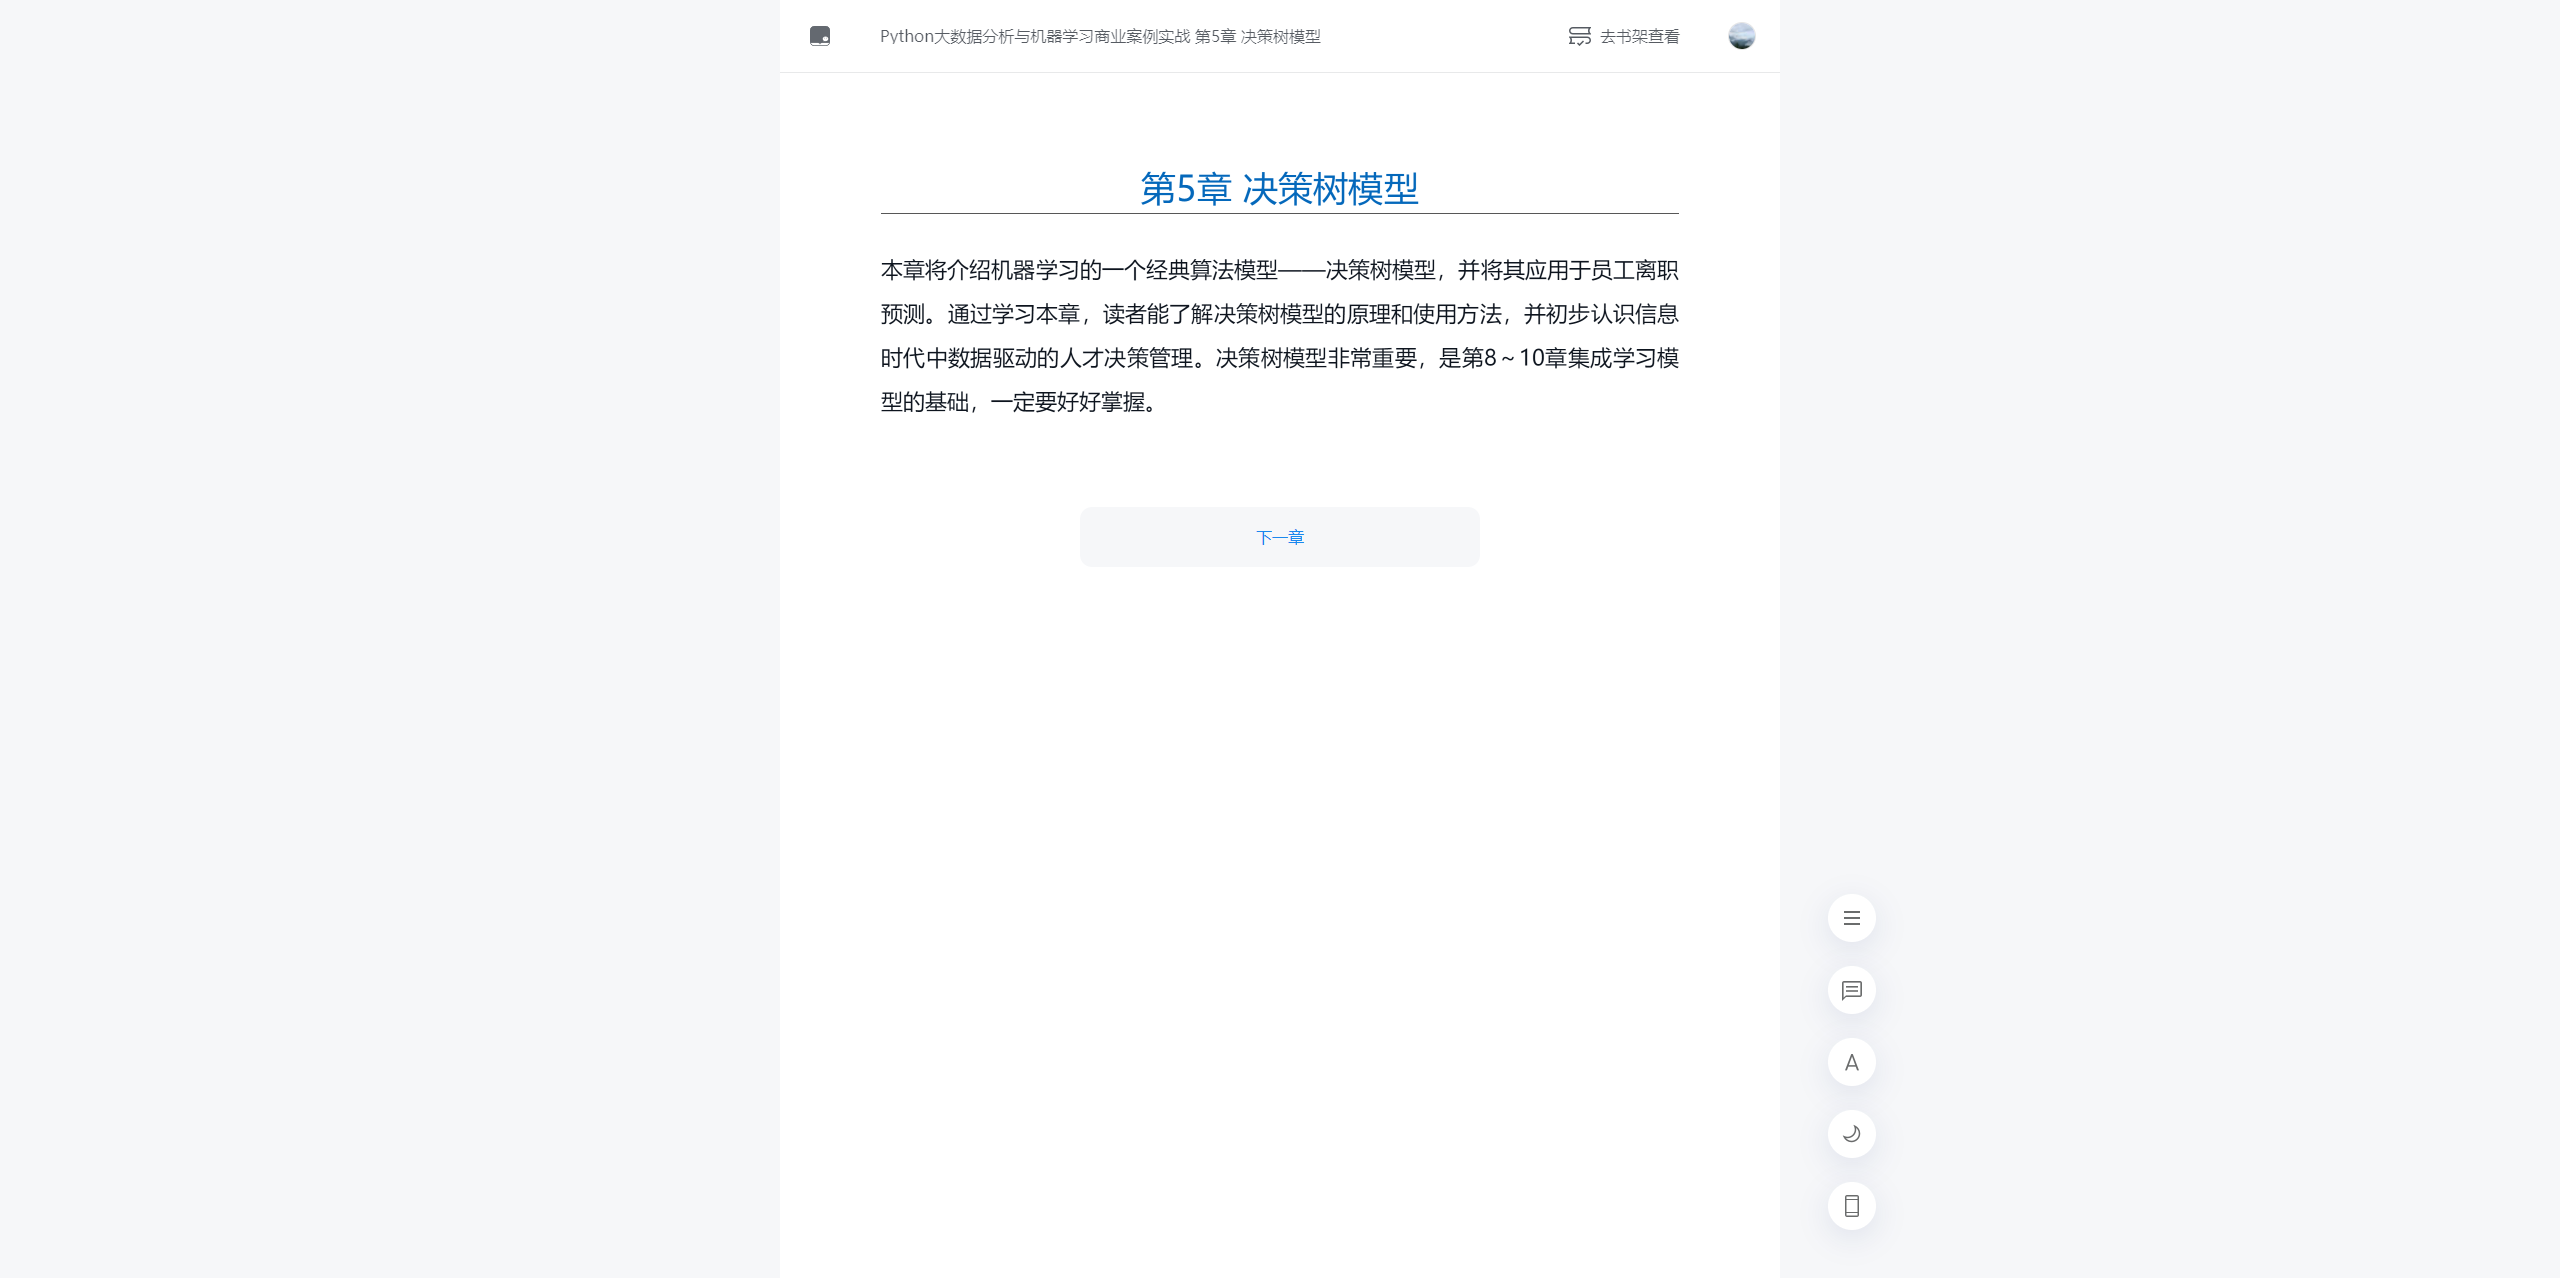 Python大数据分析与机器学习商业案例实战 第5章 决策树模型
去书架查看
第5章 决策树模型
本章将介绍机器学习的一个经典算法模型——决策树模型，并将其应用于员工离职
预测。通过学习本章，读者能了解决策树模型的原理和使用方法，并初步认识信息
时代中数据驱动的人才决策管理。决策树模型非常重要，是第8～10章集成学习模
型的基础，一定要好好掌握。
下一章
A